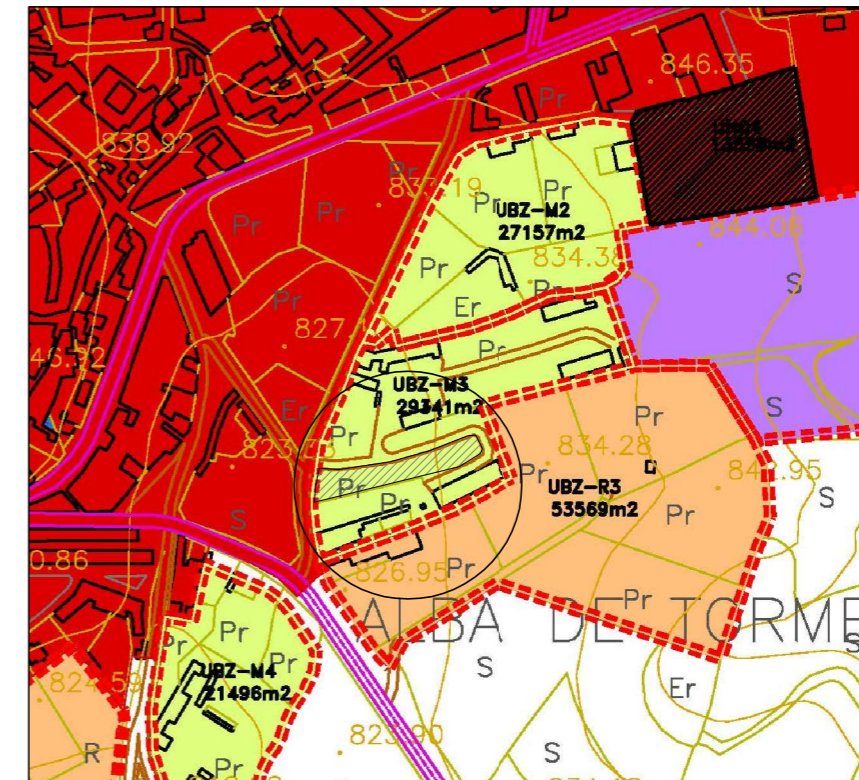 846.35
Pr
838.92
Pr
837.19
Pr
Pr
Pr
UBZ-M2
27157m2
Pr
844.06
834.38
Pr
Pr
S
Er
Pr
827.
Pr
UBZ-M3
29341m2
Er
Pr
Pr
S
823.
834.28
842.95
Pr
Pr
UBZ-R3
53569m2
S
Pr
Pr
S
0.86
826.95
Pr
Pr
ALBA DE TORME
Pr
Pr
S
S
UBZ-M4
21496m2
Pr
824.59
Er
823.90
R
S
Pr